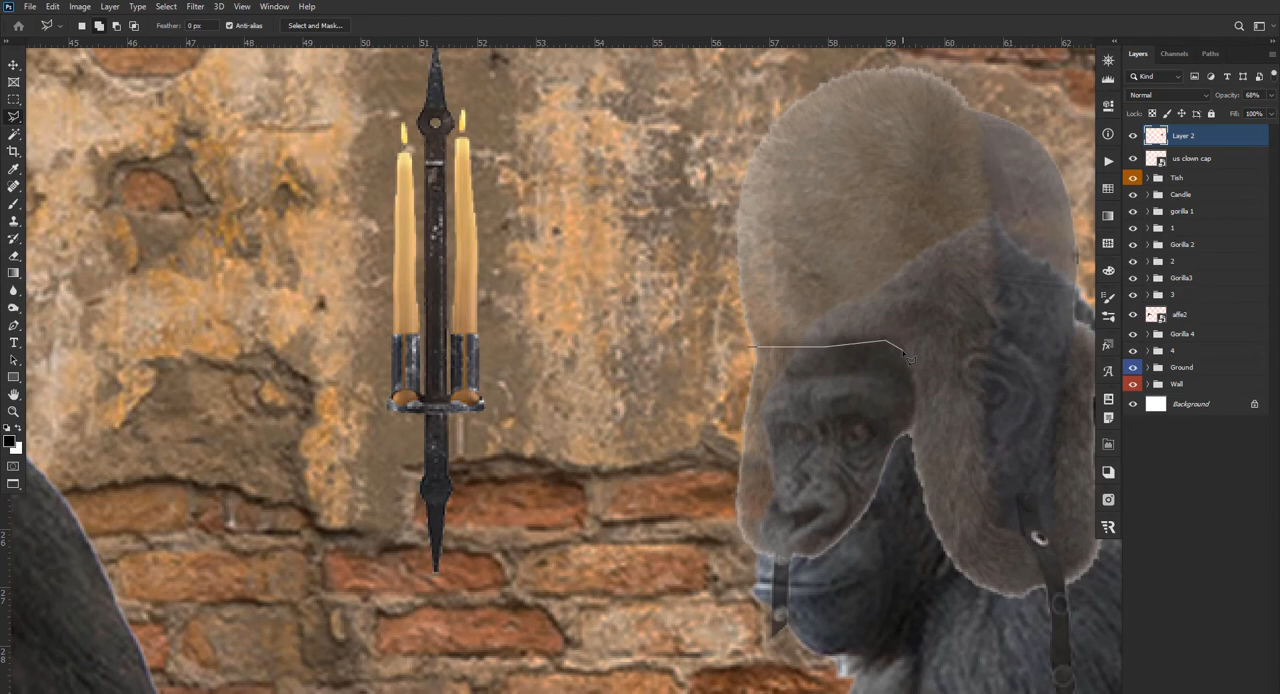 Ps File Edit Image Layer Type Select Filter 3D View Window Help
Feather: 0 px Anti-alias Select and Mask...
45 47 48 49 50 51 52 53 54 55 56 57 58 59 60 61 62
Layers Channels Paths
Kind
Normal Opacity: 68%
Lock: Fill: 100%
Layer 2
us clown cap
Tish
Candle
gorilla 1
1
Gorilla 2
2
Gorilla3
3
affe2
Gorilla 4
4
Ground
Wall
Background